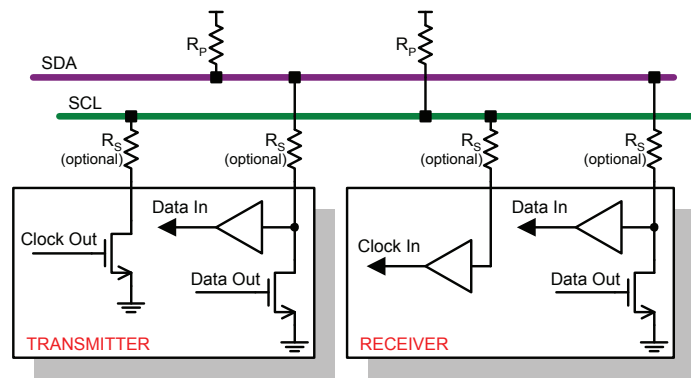 RP
RP
SDA
SCL
RS
(optional)
RS
(optional)
RS
(optional)
RS
(optional)
Data In
Data In
Clock Out
Clock In
Data Out
Data Out
TRANSMITTER
RECEIVER